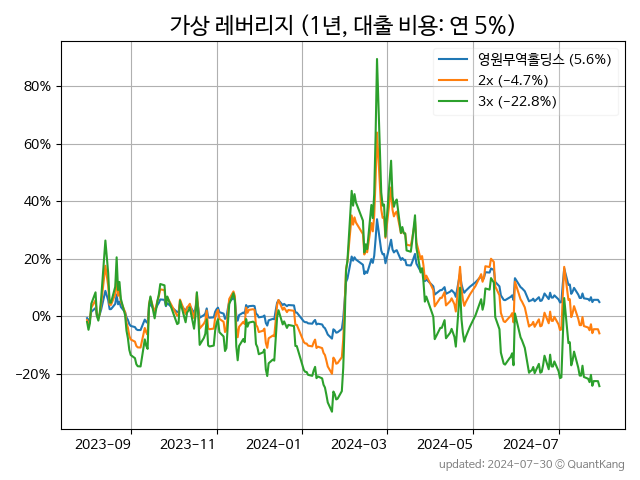 가상 레버리지 (1년, 대출 비용: 연 5%)
영원무역홀딩스 (5.6%)
2x (-4.7%)
3x (-22.8%)
80%
60%
40%
20%
0%
-20%
2023-09
2023-11
2024-01
2024-03
2024-05
2024-07
updated: 2024-07-30 © QuantKang